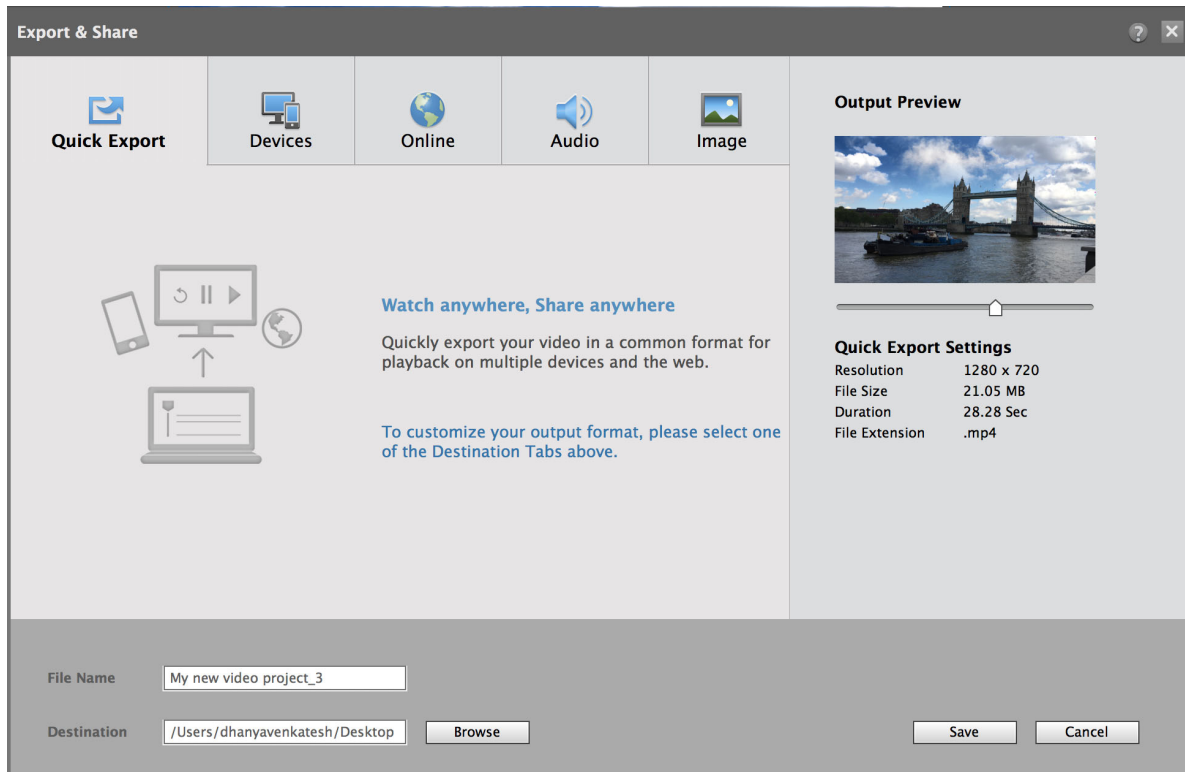 Export & Share
?
Quick Export
Devices
Online
Audio
Image
Watch anywhere, Share anywhere
Quickly export your video in a common format for
playback on multiple devices and the web.
To customize your output format, please select one
of the Destination Tabs above.
Output Preview
Quick Export Settings
Resolution 1280 x 720
File Size 21.05 MB
Duration 28.28 Sec
File Extension .mp4
File Name My new video project_3
Destination /Users/dhanyavenkatesh/Desktop Browse
Save Cancel